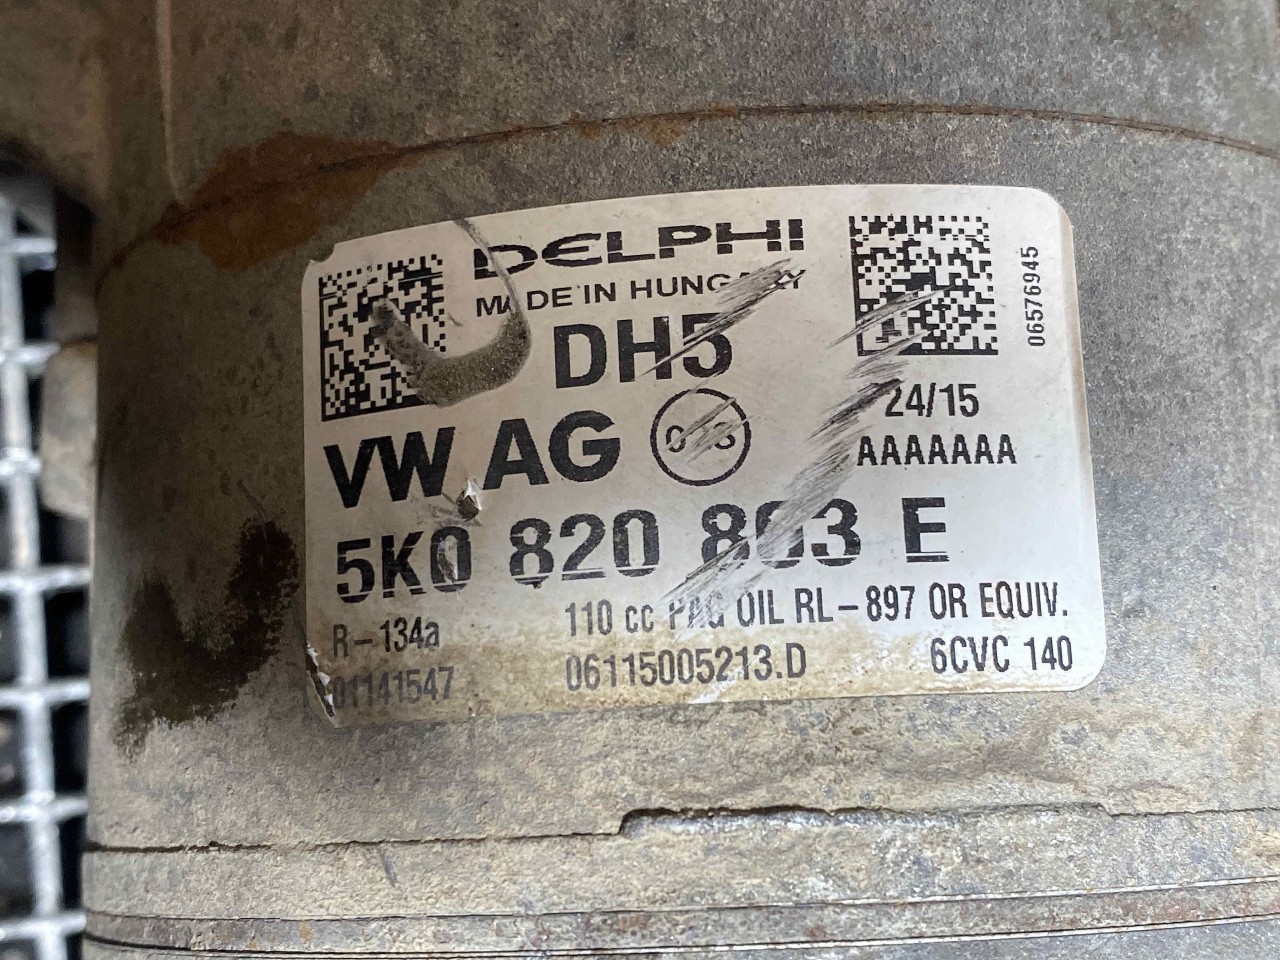 DELPHI
MADE IN HUNGARY
DH5
06576945
24/15
AAAAAAA
VW AG
5K0 820 803 E
R-134a
110 cc PAG OIL RL-897 OR EQUIV.
01141547
06115005213.D
6CVC 140